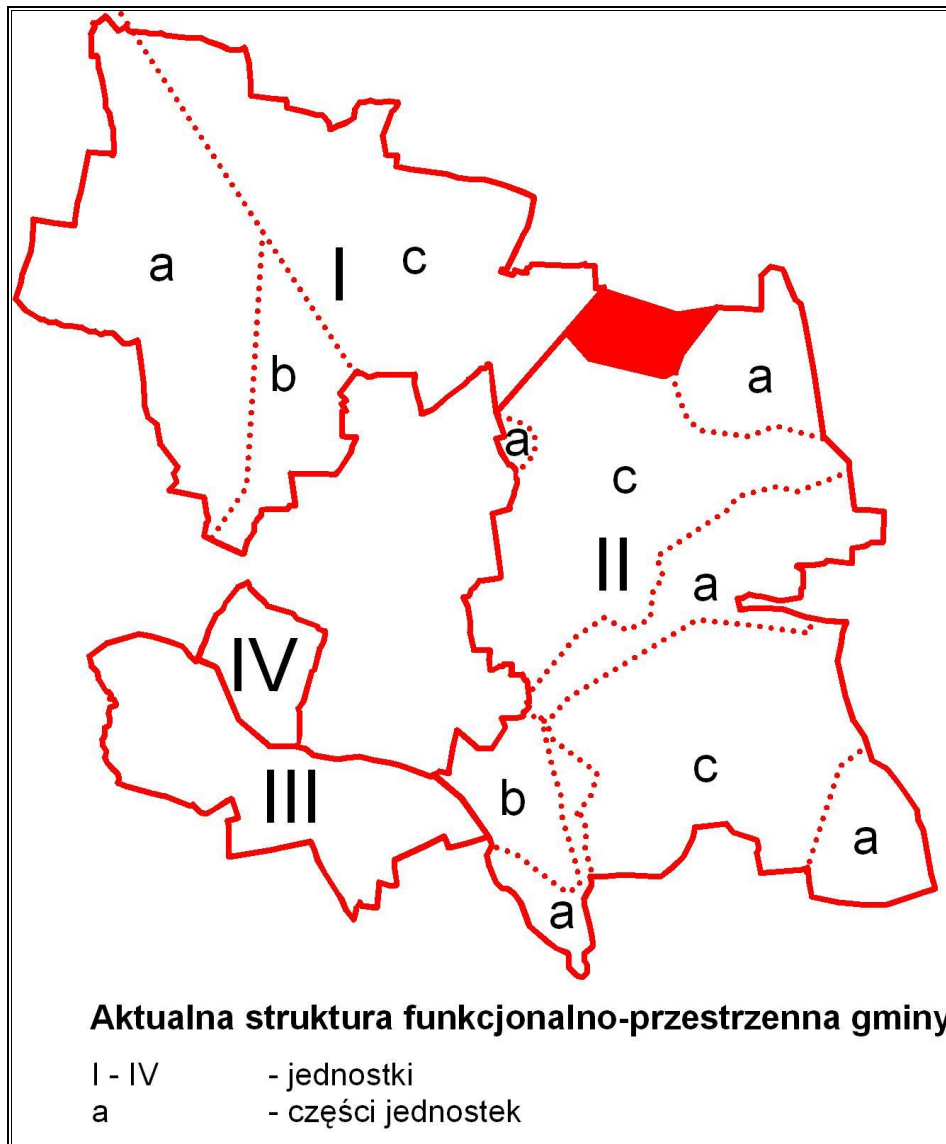 a
I
c
b
a
a
c
II
a
IV
III
b
c
a
a
Aktualna struktura funkcjonalno-przestrzenna gminy
I - IV - jednostki
a - części jednostek